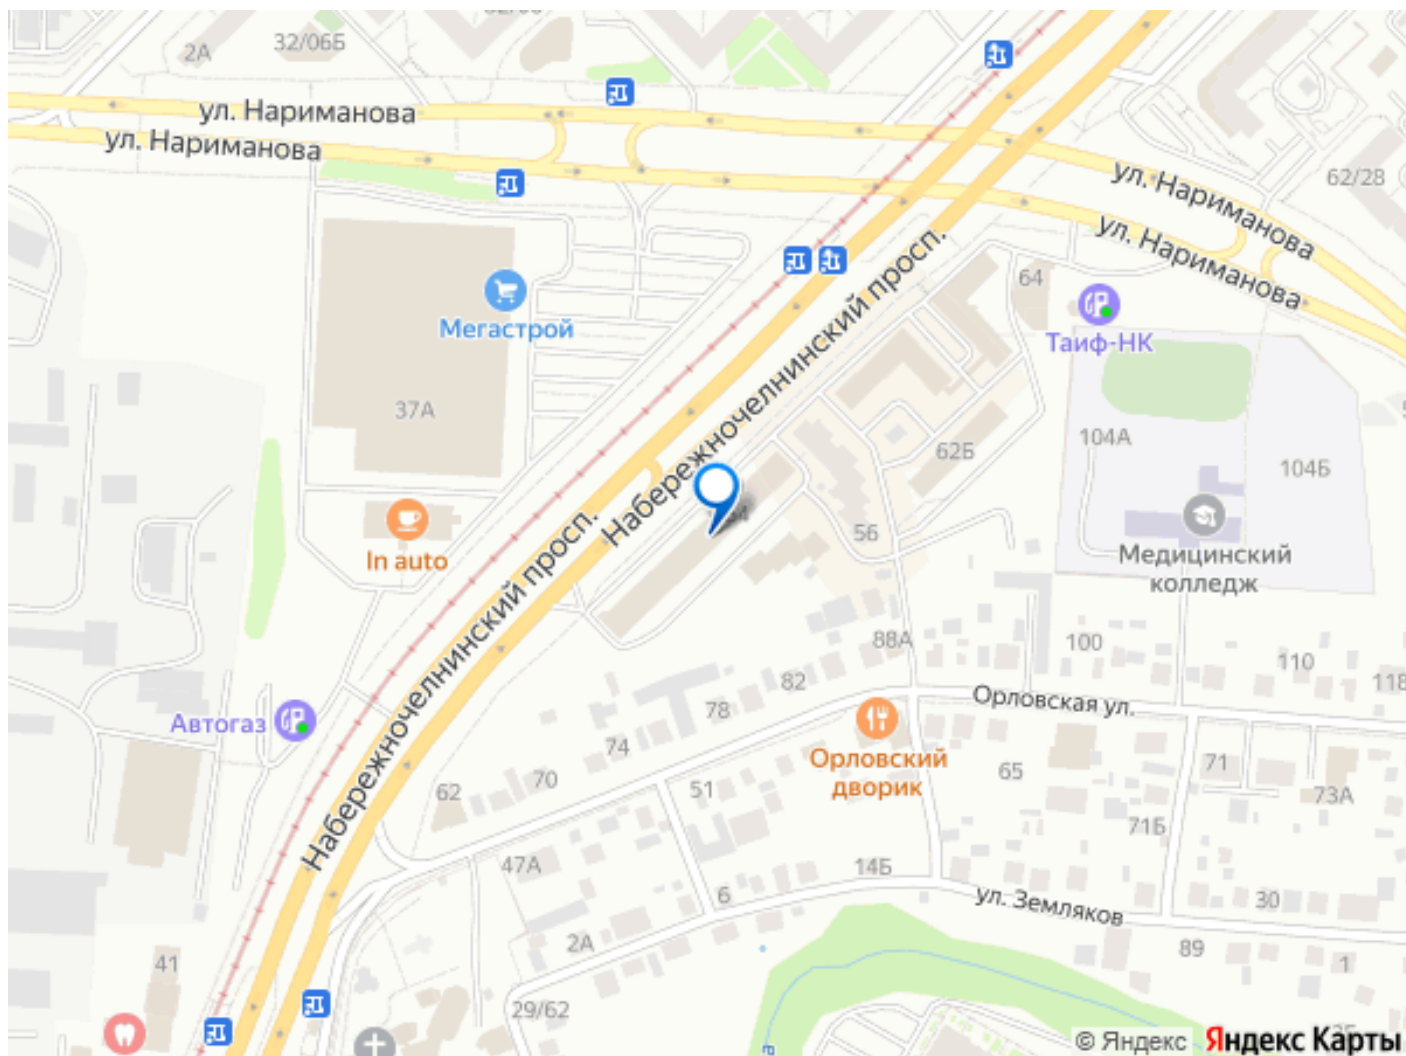 32/06Б
2А
ул. Нариманова
ул. Нариманова
ул. Нариманова
62/28
ул. Нариманова
64
Мегастрой
Таиф-НК
Набережночелнинский просп.
37А
104А
62Б
104Б
In auto
56
Медицинский
колледж
Набережночелнинский просп.
88А
100
110
118
82
Орловская ул.
78
Автогаз
74
Орловский
дворик
65
71
70
51
62
73А
71Б
47А
14Б
6
30
ул. Земляков
2А
89
41
1
29/62
© Яндекс
Яндекс Карты